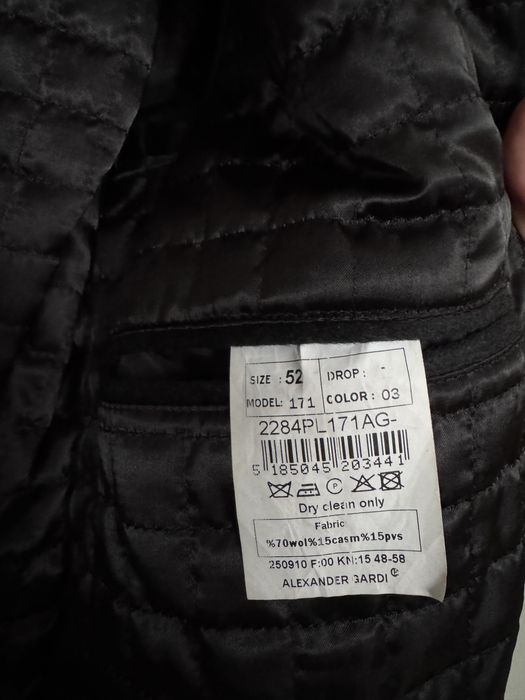 SIZE : 52 DROP : -
MODEL: 171 COLOR : 03
2284PL171AG-
5 185045 203441
P
Dry clean only
Fabric
%70wol%15casm%15pvs
250910 F:00 KN:15 48-58
ALEXANDER GARDI ®